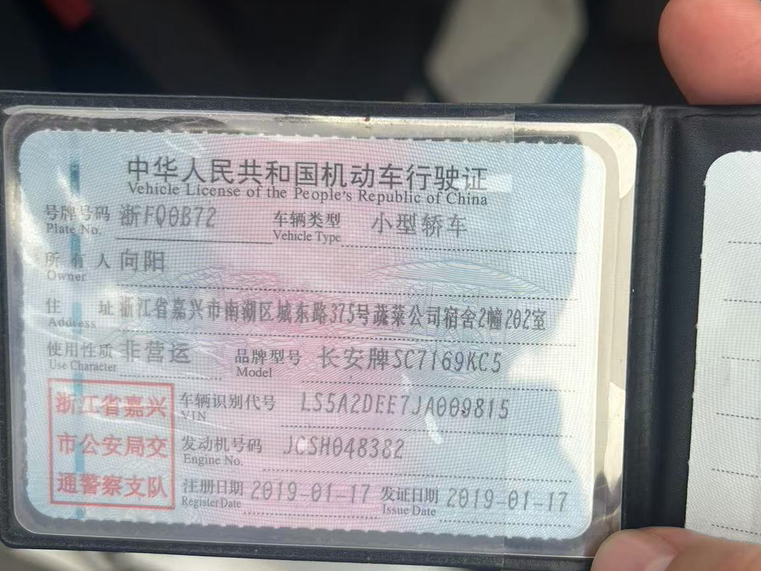 中华人民共和国机动车行驶证
Vehicle License of the People's Republic of China
号牌号码 浙FQ0B72 车辆类型 小型轿车
Plate No. Vehicle Type
所有人 向阳
Owner
住址 浙江省嘉兴市南湖区城东路375号蔬菜公司宿舍2幢202室
Address
使用性质 非营运 品牌型号 长安牌SC7169KC5
Use Character Model
浙江省嘉兴
市公安局交
通警察支队
车辆识别代号 LS5A2DEE7JA009815
VIN
发动机号码 JCSH048382
Engine No.
注册日期 2019-01-17 发证日期 2019-01-17
Register Date Issue Date